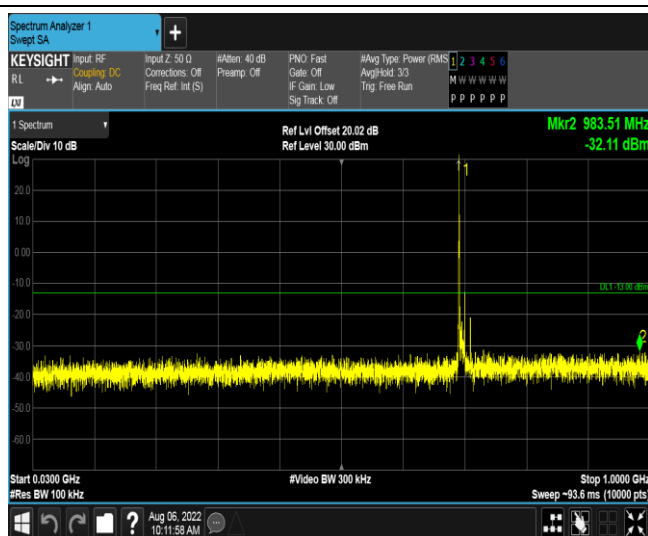 Spectrum Analyzer 1
Swept SA
+
KEYSIGHT
RL
LXI
Input: RF
Coupling: DC
Align: Auto
Input Z: 50 Ω
Corrections: Off
Freq Ref: Int (S)
#Atten: 40 dB
Preamp: Off
PNO: Fast
Gate: Off
IF Gain: Low
Sig Track: Off
#Avg Type: Power (RMS
Avg|Hold: 3/3
Trig: Free Run
1 2 3 4 5 6
M W W W W W
P P P P P P
1 Spectrum
Scale/Div 10 dB
Ref Lvl Offset 20.02 dB
Ref Level 30.00 dBm
Mkr2 983.51 MHz
-32.11 dBm
Log
1
20.0
10.0
0.00
-10.0
DL1 -13.00 dBm
-20.0
-30.0
2
-40.0
-50.0
-60.0
Start 0.0300 GHz
#Res BW 100 kHz
#Video BW 300 kHz
Stop 1.0000 GHz
Sweep ~93.6 ms (10000 pts)
?
Aug 06, 2022
10:11:58 AM